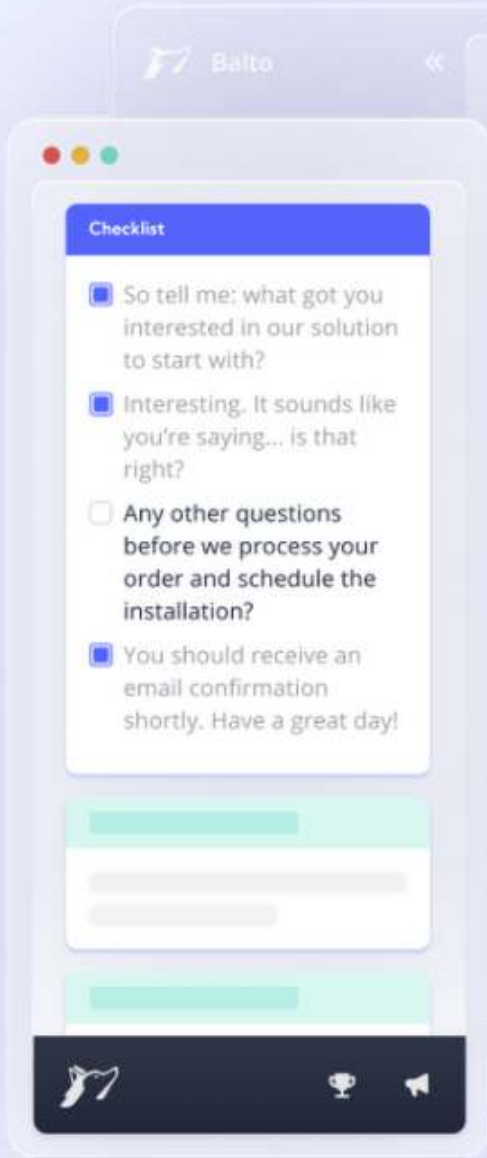 Balto
Checklist
So tell me: what got you
interested in our solution
to start with?
Interesting. It sounds like
you're saying... is that
right?
Any other questions
before we process your
order and schedule the
installation?
You should receive an
email confirmation
shortly. Have a great day!